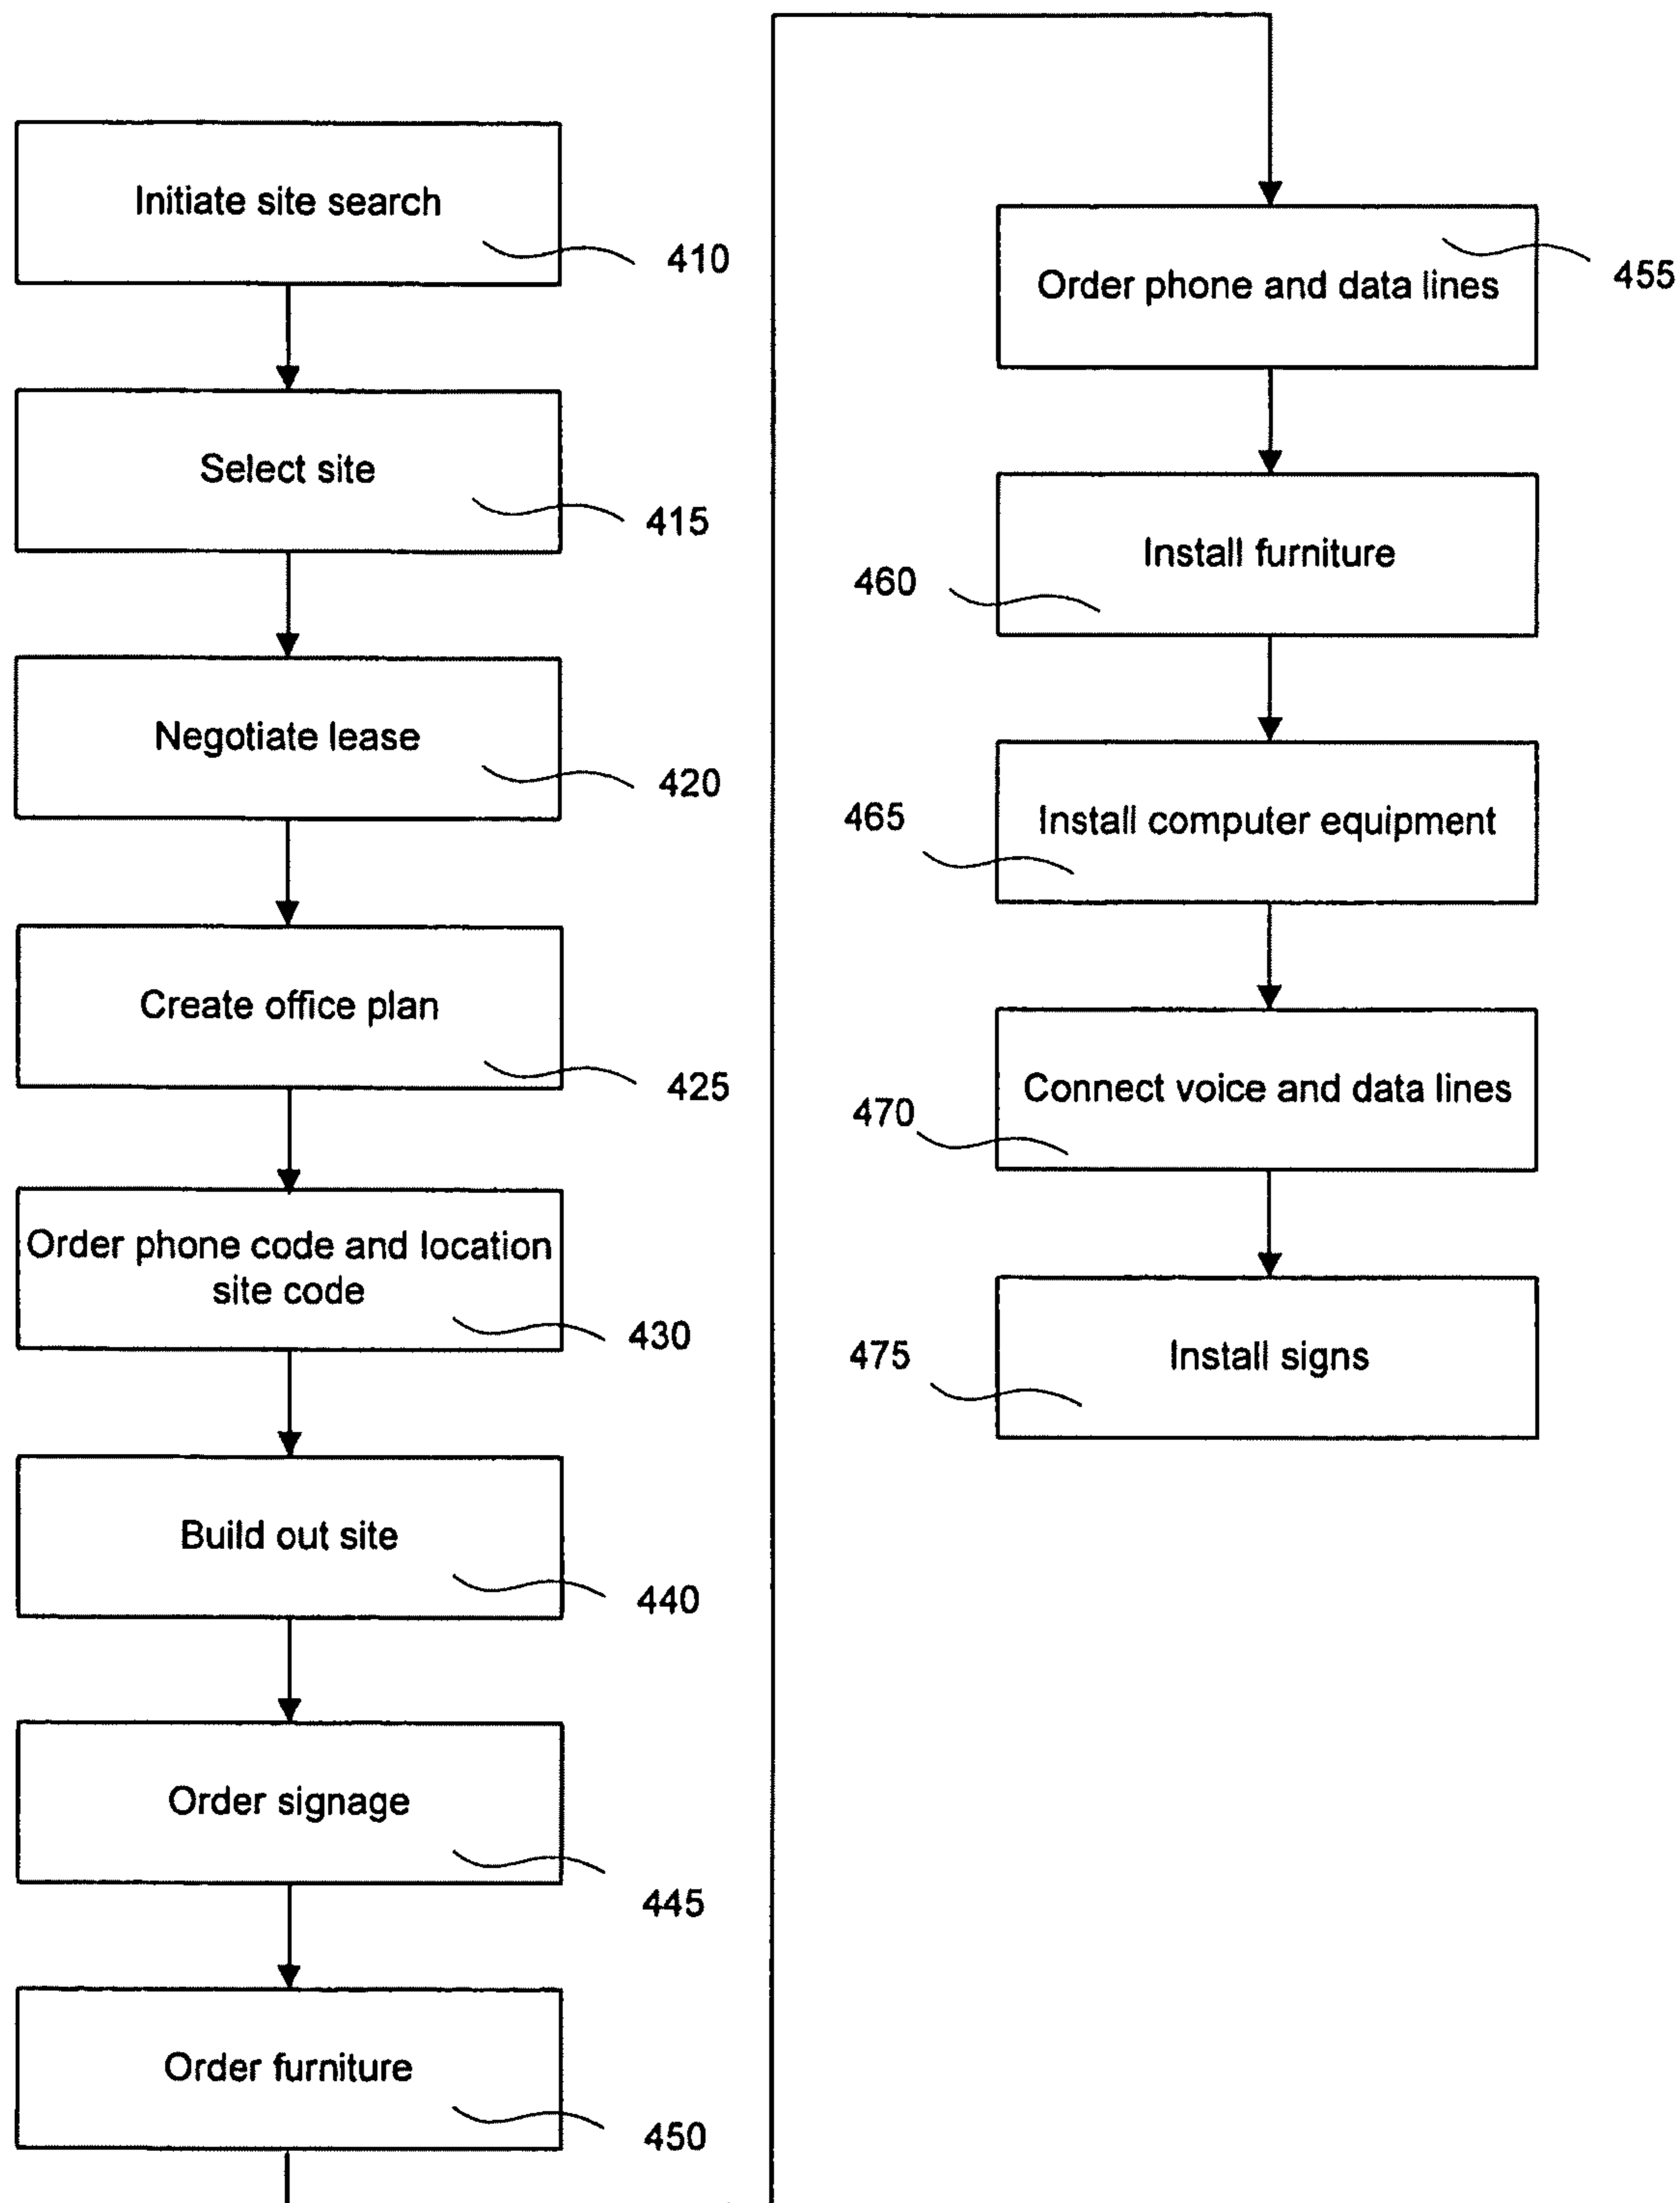 Initiate site search
410
Select site
415
Negotiate lease
420
Create office plan
425
Order phone code and location
site code
430
Build out site
440
Order signage
445
Order furniture
450
Order phone and data lines
455
Install furniture
460
Install computer equipment
465
Connect voice and data lines
470
Install signs
475